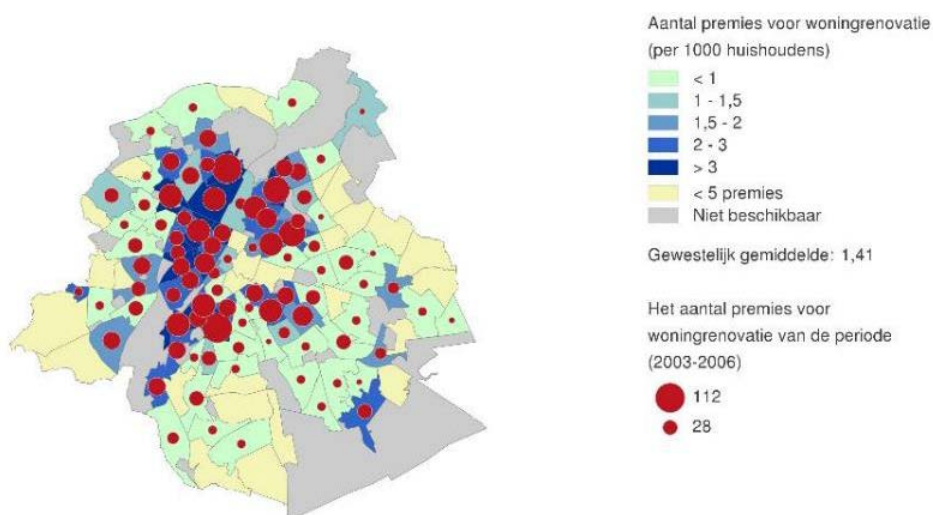 Aantal premies voor woningrenovatie
(per 1000 huishoudens)
< 1
1 - 1,5
1,5 - 2
2 - 3
> 3
< 5 premies
Niet beschikbaar
Gewestelijk gemiddelde: 1,41
Het aantal premies voor
woningrenovatie van de periode
(2003-2006)
112
28